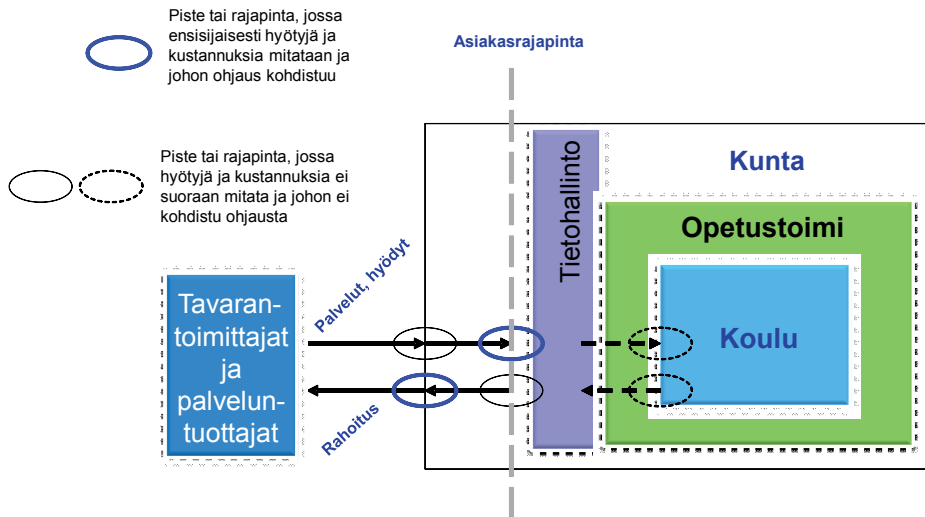 Piste tai rajapinta, jossa
ensisijaisesti hyötyjä ja
kustannuksia mitataan ja
johon ohjaus kohdistuu
Asiakasrajapinta
Piste tai rajapinta, jossa
hyötyjä ja kustannuksia ei
suoraan mitata ja johon ei
kohdistu ohjausta
Kunta
Tietohallinto
Opetustoimi
Koulu
Tavaran-
toimittajat
ja
palvelun-
tuottajat
Palvelut, hyödyt
Rahoitus